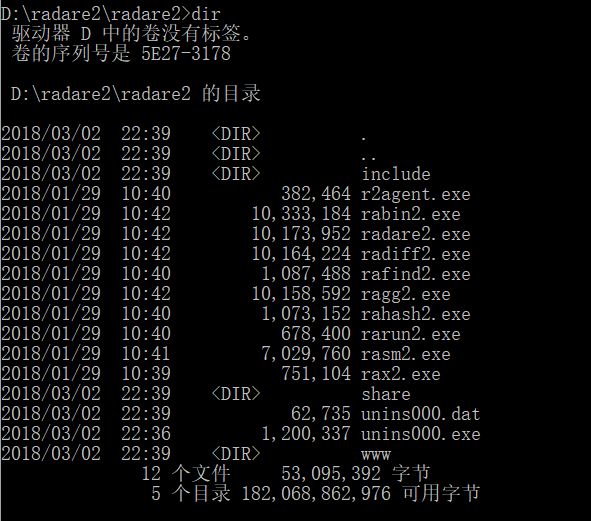 D:\radare2\radare2>dir
驱动器 D 中的卷没有标签。
卷的序列号是 5E27-3178
D:\radare2\radare2 的目录
2018/03/02  22:39    <DIR>          .
2018/03/02  22:39    <DIR>          ..
2018/03/02  22:39    <DIR>          include
2018/01/29  10:40           382,464 r2agent.exe
2018/01/29  10:42        10,333,184 rabin2.exe
2018/01/29  10:42        10,173,952 radare2.exe
2018/01/29  10:42        10,164,224 radiff2.exe
2018/01/29  10:40         1,087,488 rafind2.exe
2018/01/29  10:42        10,158,592 ragg2.exe
2018/01/29  10:40         1,073,152 rahash2.exe
2018/01/29  10:40           678,400 rarun2.exe
2018/01/29  10:41         7,029,760 rasm2.exe
2018/01/29  10:39           751,104 rax2.exe
2018/03/02  22:39    <DIR>          share
2018/03/02  22:39            62,735 unins000.dat
2018/03/02  22:36         1,200,337 unins000.exe
2018/03/02  22:39    <DIR>          www
12 个文件     53,095,392 字节
5 个目录 182,068,862,976 可用字节